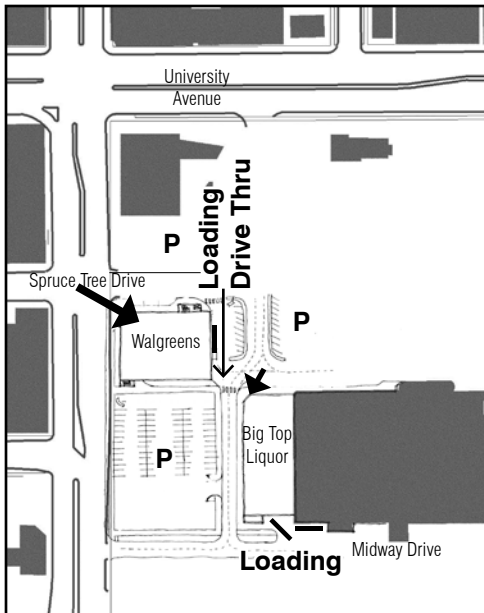 University
Avenue
Loading
Drive Thru
P
Spruce Tree Drive
P
Walgreens
Big Top
Liquor
P
Loading
Midway Drive